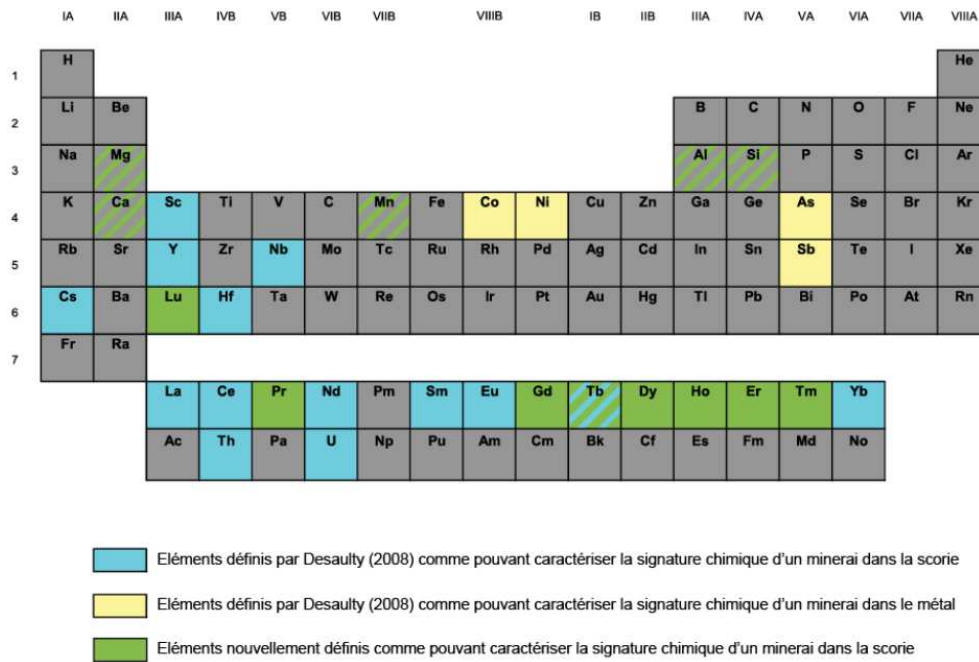 IA IIA IIIA IVB VB VIB VIIB VIIIB IB IIB IIIA IVA VA VIA VIIA VIIIA
1 H He
2 Li Be B C N O F Ne
3 Na Mg Al Si P S Cl Ar
4 K Ca Sc Ti V C Mn Fe Co Ni Cu Zn Ga Ge As Se Br Kr
5 Rb Sr Y Zr Nb Mo Tc Ru Rh Pd Ag Cd In Sn Sb Te I Xe
6 Cs Ba Lu Hf Ta W Re Os Ir Pt Au Hg Tl Pb Bi Po At Rn
7 Fr Ra
La Ce Pr Nd Pm Sm Eu Gd Tb Dy Ho Er Tm Yb
Ac Th Pa U Np Pu Am Cm Bk Cf Es Fm Md No
Eléments définis par Desaulty (2008) comme pouvant caractériser la signature chimique d'un minerai dans la scorie
Eléments définis par Desaulty (2008) comme pouvant caractériser la signature chimique d'un minerai dans le métal
Eléments nouvellement définis comme pouvant caractériser la signature chimique d'un minerai dans la scorie